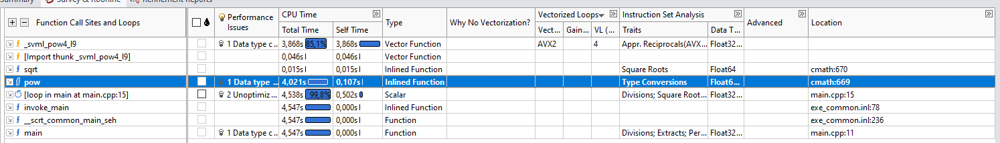 Summary Survey & Roofline Refinement Reports
Function Call Sites and Loops Performance Issues CPU Time Type Why No Vectorization? Vectorized Loops Instruction Set Analysis Advanced Location
Total Time Self Time Vect... Gain... VL (... Traits Data T...
_svml_pow4_l9 1 Data type c... 3,868s 85,1% 3,868s Vector Function AVX2 4 Appr. Reciprocals(AVX... Float32...
[Import thunk _svml_pow4_l9] 0,046s 0,046s Vector Function
sqrt 0,015s 0,015s Inlined Function Square Roots Float64 cmath:670
pow 1 Data type ... 4,021s 0,107s Inlined Function Type Conversions Float6... cmath:669
[loop in main at main.cpp:15] 2 Unoptimiz... 4,538s 99,8% 0,502s Scalar Divisions; Square Root... Float32... main.cpp:15
invoke_main 4,547s 0,000s Inlined Function exe_common.inl:78
__scrt_common_main_seh 4,547s 0,000s Function exe_common.inl:236
main 1 Data type c... 4,547s 0,000s Function Divisions; Extracts; Per... Float32... main.cpp:11